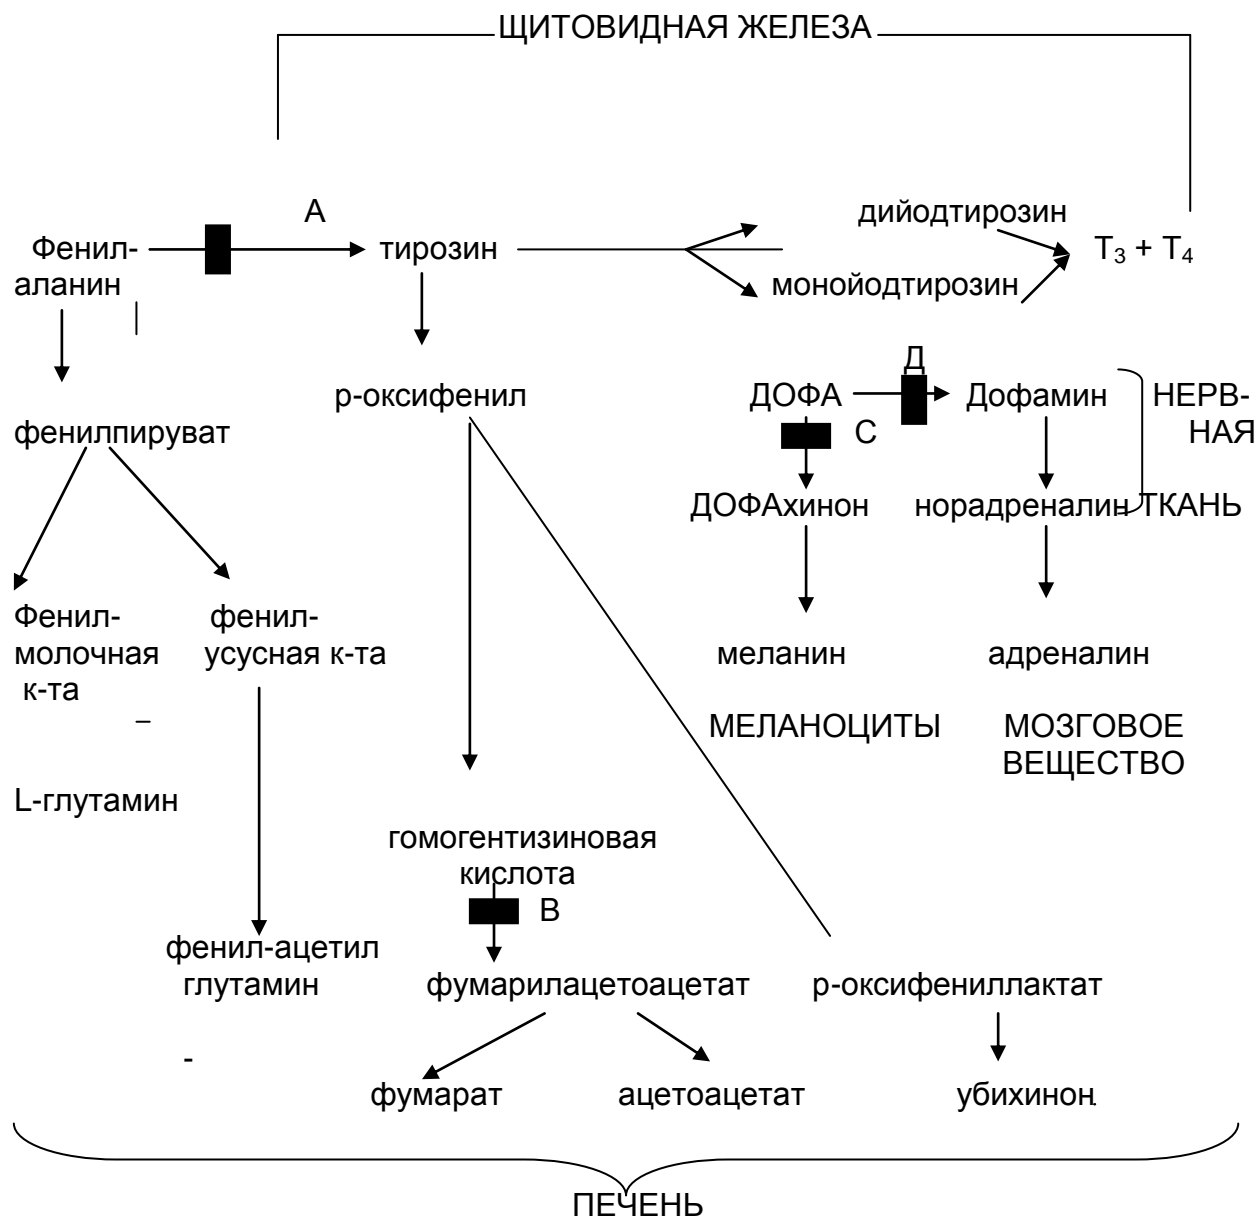 ЩИТОВИДНАЯ ЖЕЛЕЗА
А
дийодтирозин
Фенил-
аланин
тирозин
T3 + T4
монойодтирозин
Д
р-оксифенил
ДОФА
Дофамин
НЕРВ-
НАЯ
С
фенилпируват
ДОФАхинон
норадреналин
ТКАНЬ
Фенил-
молочная
к-та
фенил-
усусная к-та
меланин
адреналин
МЕЛАНОЦИТЫ
МОЗГОВОЕ
ВЕЩЕСТВО
L-глутамин
гомогентизиновая
кислота
В
фенил-ацетил
глутамин
фумарилацетоацетат
р-оксифениллактат
фумарат
ацетоацетат
убихинон
ПЕЧЕНЬ